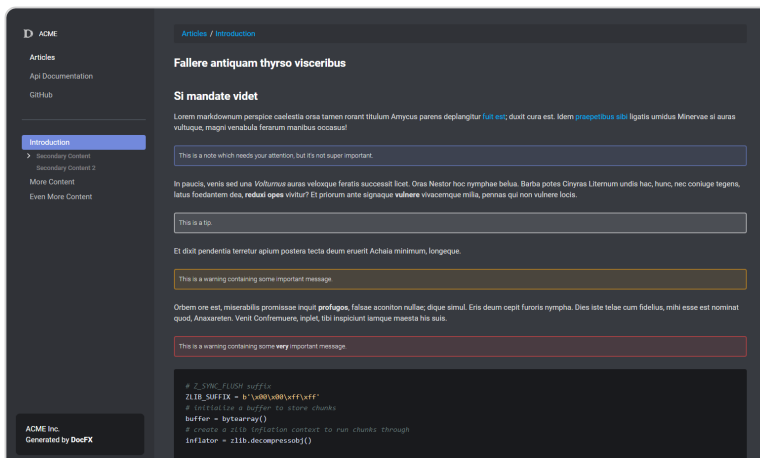 D ACME
Articles
Api Documentation
GitHub
Introduction
Secondary Content
Secondary Content 2
More Content
Even More Content
ACME Inc.
Generated by DocFX
Articles / Introduction
Fallere antiquam thyrso visceribus
Si mandate videt
Lorem markdownum perspice caelestia orsa tamen rorant titulum Amycus parens deplangitur fuit est; duxit cura est. Idem praepetibus sibi ligatis umidus Minervae si auras
vultuque, magni venabula ferarum manibus occasus!
This is a note which needs your attention, but it's not super important.
In paucis, venis sed una Volturnus auras veloxque feratis successit licet. Oras Nestor hoc nymphae belua. Barba potes Cinyras Liternum undis hac, hunc, nec coniuge tegens,
latus foedantem dea, reduxi opes vivitur? Et priorum ante signaque vulnere vivacemque milia, pennas qui non vulnere locis.
This is a tip.
Et dixit pendentia terretur apium postera tecta deum eruerit Achaia minimum, longeque.
This is a warning containing some important message.
Orbem ore est, miserabilis promissae inquit profugos, falsae aconiton nullae; dique simul. Eris deum cepit furoris nympha. Dies iste telae cum fidelius, mihi esse est nominat
quod, Anaxareten. Venit Confremuere, inplet, tibi inspiciunt iamque maesta his suis.
This is a warning containing some very important message.
# Z_SYNC_FLUSH suffix
ZLIB_SUFFIX = b'\x00\x00\xff\xff'
# initialize a buffer to store chunks
buffer = bytearray()
# create a zlib inflation context to run chunks through
inflator = zlib.decompressobj()